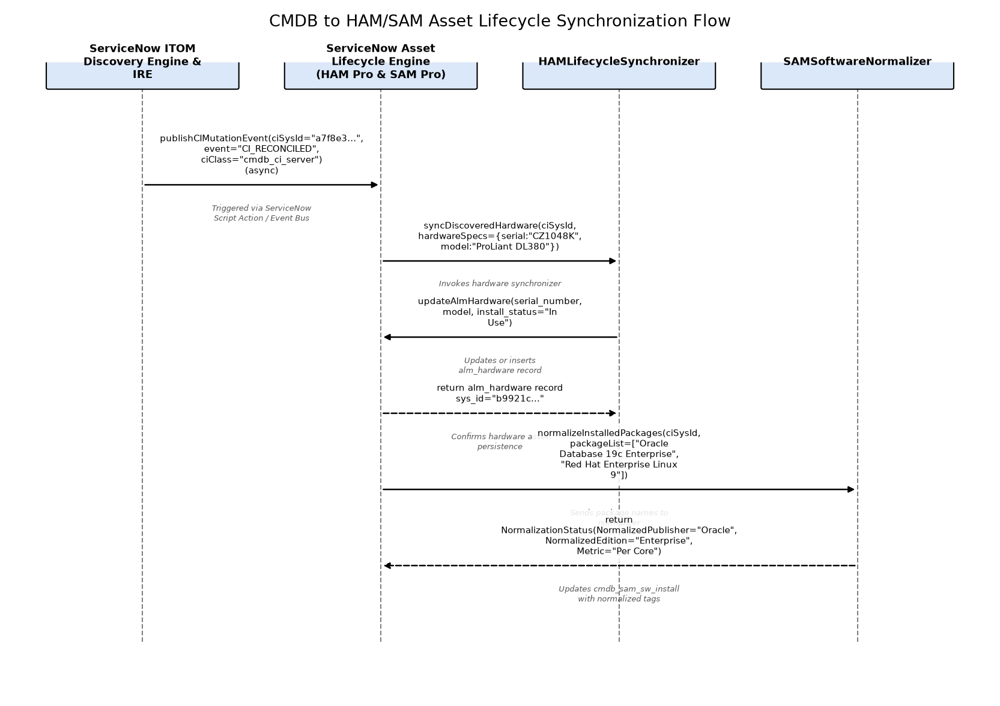 CMDB to HAM/SAM Asset Lifecycle Synchronization Flow
ServiceNow ITOM
Discovery Engine &
IRE
ServiceNow Asset
Lifecycle Engine
(HAM Pro & SAM Pro)
HAMLifecycleSynchronizer
SAMSoftwareNormalizer
publishCIMutationEvent(ciSysId="a7f8e3...",
event="CI_RECONCILED",
ciClass="cmdb_ci_server")
(async)
Triggered via ServiceNow
Script Action / Event Bus
syncDiscoveredHardware(ciSysId,
hardwareSpecs={serial:"CZ1048K",
model:"ProLiant DL380"})
Invokes hardware synchronizer
updateAlmHardware(serial_number,
model, install_status="In
Use")
Updates or inserts
alm_hardware record
return alm_hardware record
sys_id="b9921c..."
Confirms hardware asset
persistence
normalizeInstalledPackages(ciSysId,
packageList=["Oracle
Database 19c Enterprise",
"Red Hat Enterprise Linux
9"])
Sends package names to
return
NormalizationStatus(NormalizedPublisher="Oracle",
NormalizedEdition="Enterprise",
Metric="Per Core")
Updates cmdb_sam_sw_install
with normalized tags